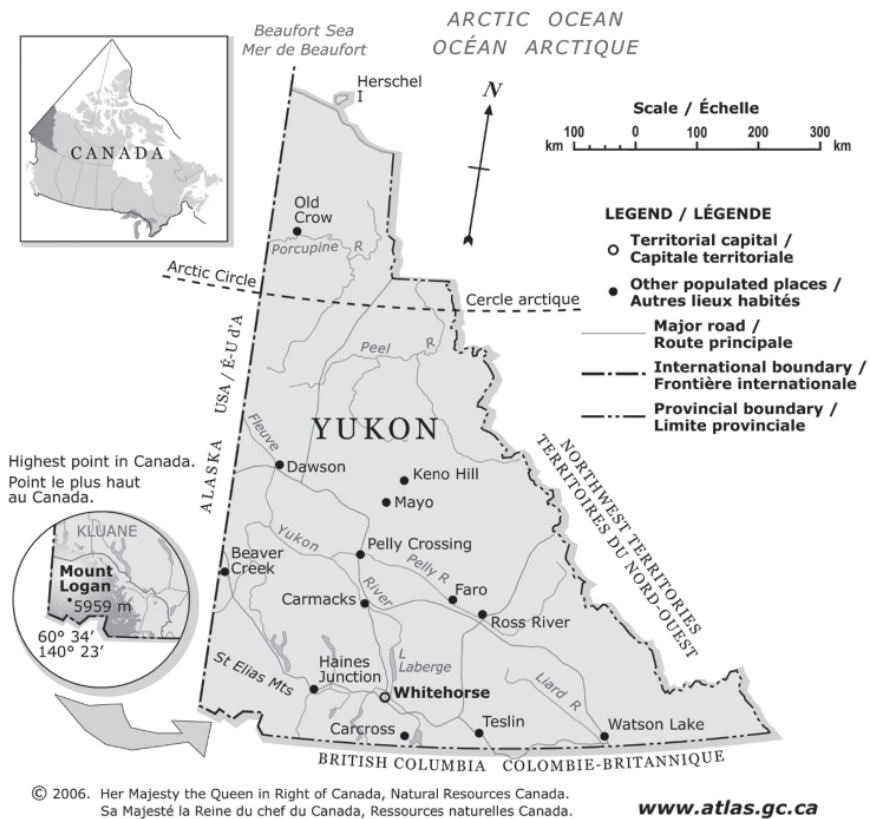 ARCTIC OCEAN
OCÉAN ARCTIQUE
Beaufort Sea
Mer de Beaufort
Herschel
I
N
Scale / Échelle
100 0 100 200 300
km km
CANADA
LEGEND / LÉGENDE
Territorial capital /
Capitale territoriale
Other populated places /
Autres lieux habités
Major road /
Route principale
International boundary /
Frontière internationale
Provincial boundary /
Limite provinciale
Old
Crow
Porcupine R
Arctic Circle
Cercle arctique
ALASKA USA / É-U d'A
Peel R
YUKON
Fleuve
Dawson
Keno Hill
Mayo
NORTHWEST TERRITORIES
TERRITOIRES DU NORD-OUEST
Highest point in Canada.
Point le plus haut
au Canada.
KLUANE
Mount
Logan
5959 m
60° 34′
140° 23′
Yukon
River
Pelly Crossing
Pelly R
Beaver
Creek
Faro
Carmacks
Ross River
L
Laberge
St Elias Mts
Haines
Junction
Whitehorse
Liard R
Carcross
Teslin
Watson Lake
BRITISH COLUMBIA COLOMBIE-BRITANNIQUE
© 2006. Her Majesty the Queen in Right of Canada, Natural Resources Canada.
Sa Majesté la Reine du chef du Canada, Ressources naturelles Canada.
www.atlas.gc.ca